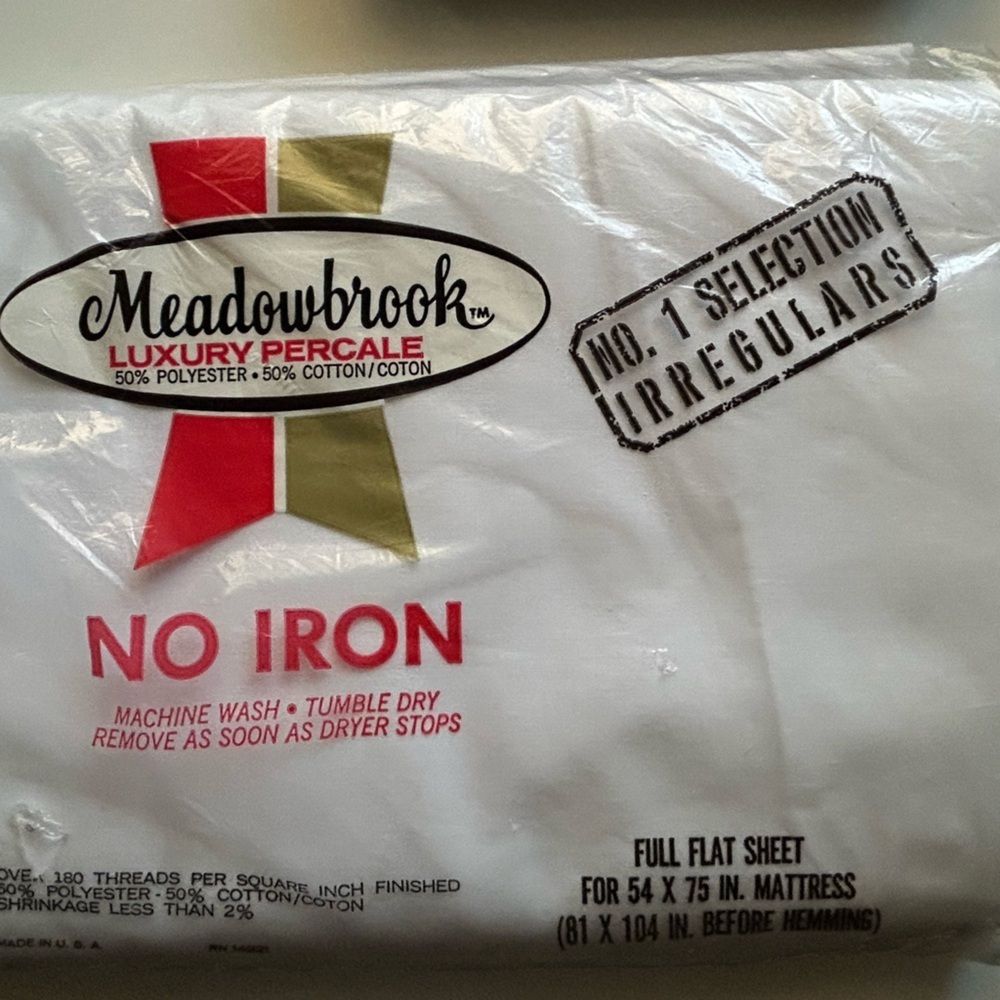 Meadowbrook™
LUXURY PERCALE
50% POLYESTER • 50% COTTON/COTON
NO. 1 SELECTION
IRREGULARS
NO IRON
MACHINE WASH • TUMBLE DRY
REMOVE AS SOON AS DRYER STOPS
180 THREADS PER SQUARE INCH FINISHED
50% POLYESTER - 50% COTTON/COTON
SHRINKAGE LESS THAN 2%
MADE IN U. S. A.
RN
FULL FLAT SHEET
FOR 54 X 75 IN. MATTRESS
(81 X 104 IN. BEFORE HEMMING)